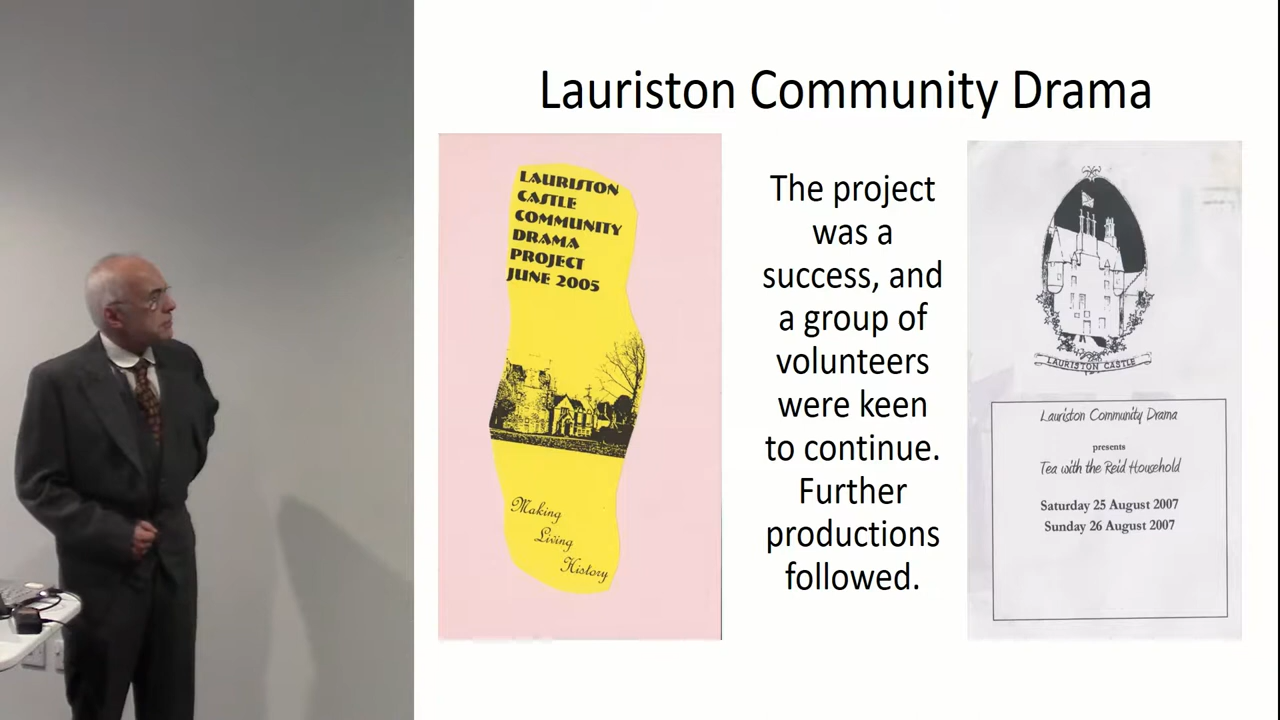 Lauriston Community Drama
LAURISTON
CASTLE
COMMUNITY
DRAMA
PROJECT
JUNE 2005
Making
Living
History
The project
was a
success, and
a group of
volunteers
were keen
to continue.
Further
productions
followed.
LAURISTON CASTLE
Lauriston Community Drama
presents
Tea with the Reid Household
Saturday 25 August 2007
Sunday 26 August 2007